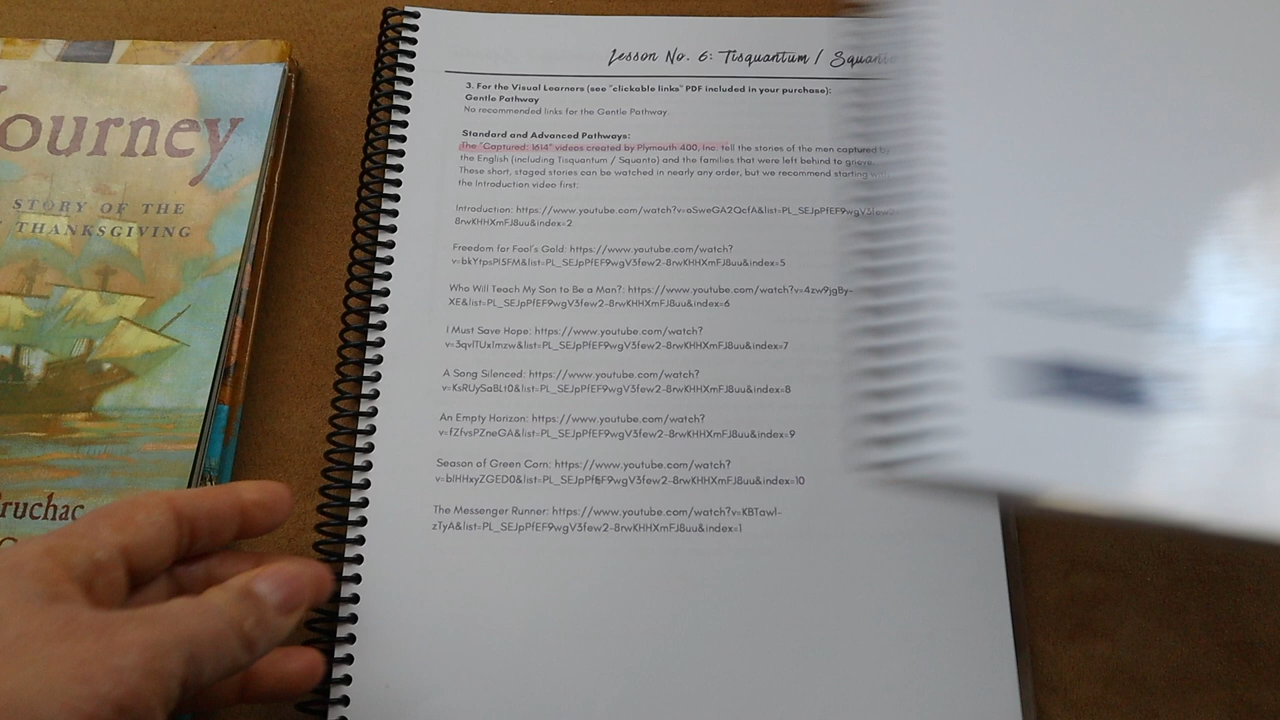 Journey
STORY OF THE
THANKSGIVING
ruchac
Lesson No. 6: Tisquantum / Squanto
3. For the Visual Learners (see "clickable links" PDF included in your purchase):
Gentle Pathway
No recommended links for the Gentle Pathway.
Standard and Advanced Pathways:
The "Captured: 1614" videos created by Plymouth 400, Inc. tell the stories of the men captured by
the English (including Tisquantum / Squanto) and the families that were left behind to grieve.
These short, staged stories can be watched in nearly any order, but we recommend starting with
the Introduction video first:
Introduction: https://www.youtube.com/watch?v=oSweGA2QcfA&list=PL_SEJpPfEF9wgV3few2-
8rwKHHXmFJ8uu&index=2
Freedom for Fool's Gold: https://www.youtube.com/watch?
v=bkYtpsPl5FM&list=PL_SEJpPfEF9wgV3few2-8rwKHHXmFJ8uu&index=5
Who Will Teach My Son to Be a Man?: https://www.youtube.com/watch?v=4zw9jgBy-
XE&list=PL_SEJpPfEF9wgV3few2-8rwKHHXmFJ8uu&index=6
I Must Save Hope: https://www.youtube.com/watch?
v=3qvlTUxlmzw&list=PL_SEJpPfEF9wgV3few2-8rwKHHXmFJ8uu&index=7
A Song Silenced: https://www.youtube.com/watch?
v=KsRUySaBLt0&list=PL_SEJpPfEF9wgV3few2-8rwKHHXmFJ8uu&index=8
An Empty Horizon: https://www.youtube.com/watch?
v=fZfvsPZneGA&list=PL_SEJpPfEF9wgV3few2-8rwKHHXmFJ8uu&index=9
Season of Green Corn: https://www.youtube.com/watch?
v=blHHxyZGED0&list=PL_SEJpPfEF9wgV3few2-8rwKHHXmFJ8uu&index=10
The Messenger Runner: https://www.youtube.com/watch?v=KBTawl-
zTyA&list=PL_SEJpPfEF9wgV3few2-8rwKHHXmFJ8uu&index=1